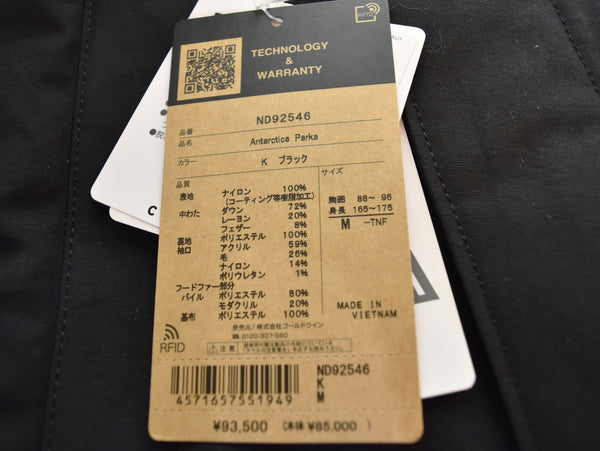 RFID
TECHNOLOGY
&
WARRANTY
ND92546
品番
品名 Antarctica Parka
カラー K ブラック
品質
サイズ
表地 ナイロン 100%
(コーティング等樹脂加工)
中わた ダウン 72%
レーヨン 20%
フェザー 8%
裏地 ポリエステル 100%
袖口 アクリル 59%
毛 26%
ナイロン 14%
ポリウレタン 1%
フードファー部分
パイル ポリエステル 80%
モダクリル 20%
基布 ポリエステル 100%
胸囲 88~ 96
身長 165~175
M -TNF
MADE IN
VIETNAM
発売元/株式会社ゴールドウイン
0120-307-560
RFID
注意
ND92546
K
M
4571657551949
¥93,500 (本体 ¥85,000)